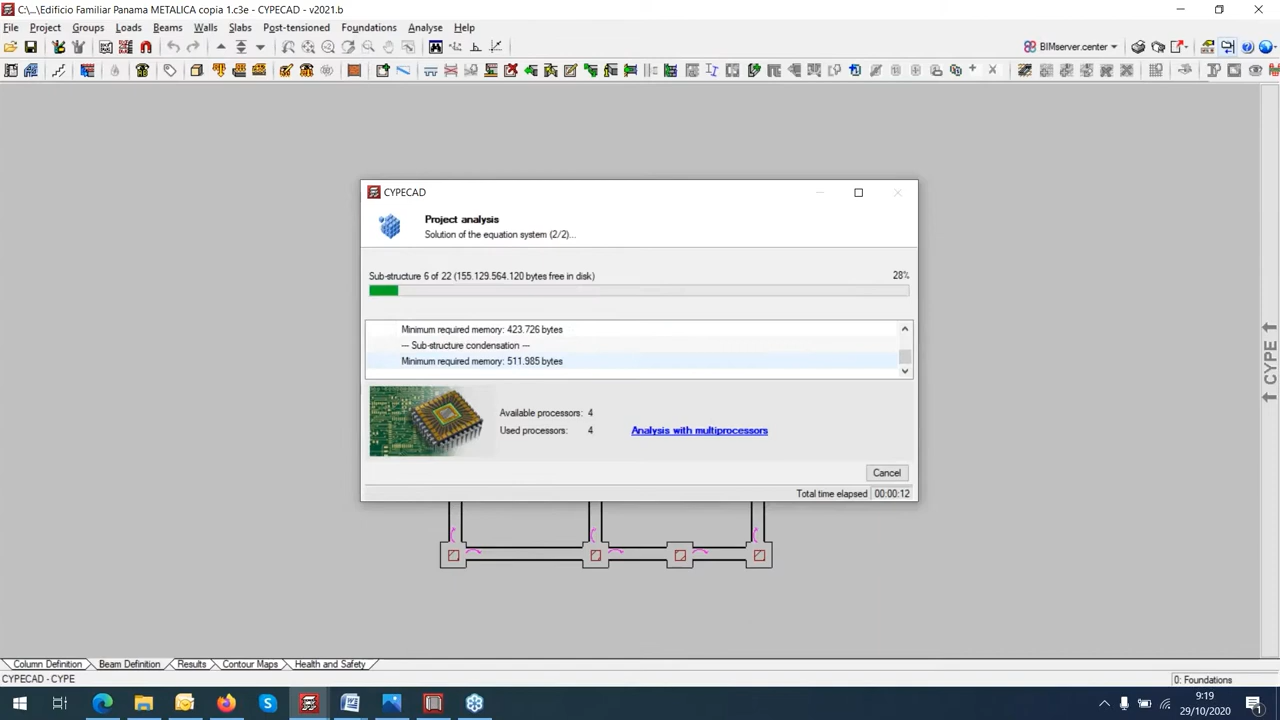 C:\...\Edificio Familiar Panama METALICA copia 1.c3e - CYPECAD - v2021.b
File Project Groups Loads Beams Walls Slabs Post-tensioned Foundations Analyse Help
BIMserver.center
CYPECAD
Project analysis
Solution of the equation system (2/2)...
Sub-structure 6 of 22 (155.129.564.120 bytes free in disk)
28%
Minimum required memory: 423.726 bytes
--- Sub-structure condensation ---
Minimum required memory: 511.985 bytes
Available processors: 4
Used processors: 4
Analysis with multiprocessors
Cancel
Total time elapsed 00:00:12
CYPE
Column Definition Beam Definition Results Contour Maps Health and Safety
CYPECAD - CYPE
0: Foundations
9:19
29/10/2020
1